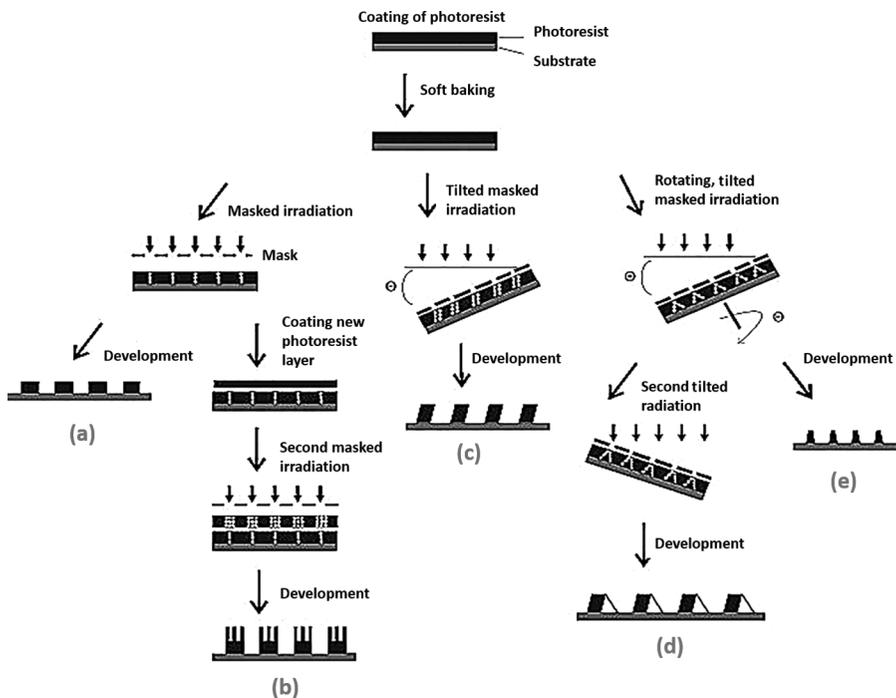 Coating of photoresist
Photoresist
Substrate
Soft baking
Masked irradiation
Mask
Tilted masked
irradiation
Rotating, tilted
masked irradiation
Θ
Θ
Development
Coating new
photoresist
layer
Development
Second tilted
radiation
Development
(a)
Second masked
irradiation
(c)
(e)
Development
Development
(d)
(b)